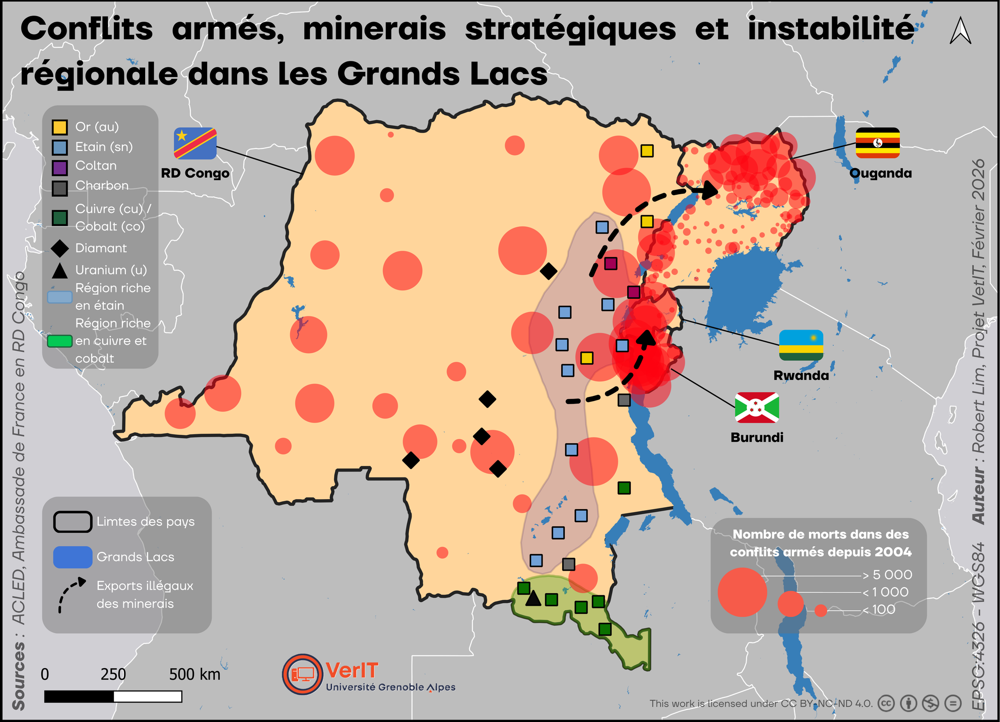 Conflits armés, minerais stratégiques et instabilité
régionale dans les Grands Lacs
Or (au)
Etain (sn)
Coltan
Charbon
Cuivre (cu) /
Cobalt (co)
Diamant
Uranium (u)
Région riche
en étain
Région riche
en cuivre et
cobalt
RD Congo
Ouganda
Rwanda
Burundi
Limtes des pays
Grands Lacs
Exports illégaux
des minerais
Nombre de morts dans des
conflits armés depuis 2004
> 5 000
< 1 000
< 100
0 250 500 km
VerIT
Université Grenoble Alpes
This work is licensed under CC BY-NC-ND 4.0.
cc
Sources : ACLED, Ambassade de France en RD Congo
EPSG:4326 - WGS84 Auteur : Robert Lim, Projet VetIT, Février 2026